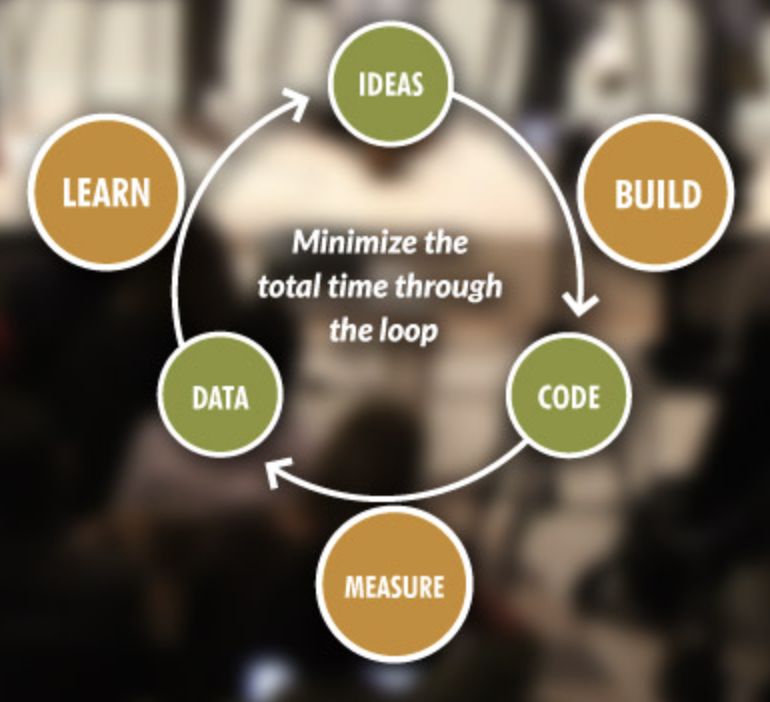 IDEAS
LEARN
BUILD
Minimize the
total time through
the loop
DATA
CODE
MEASURE